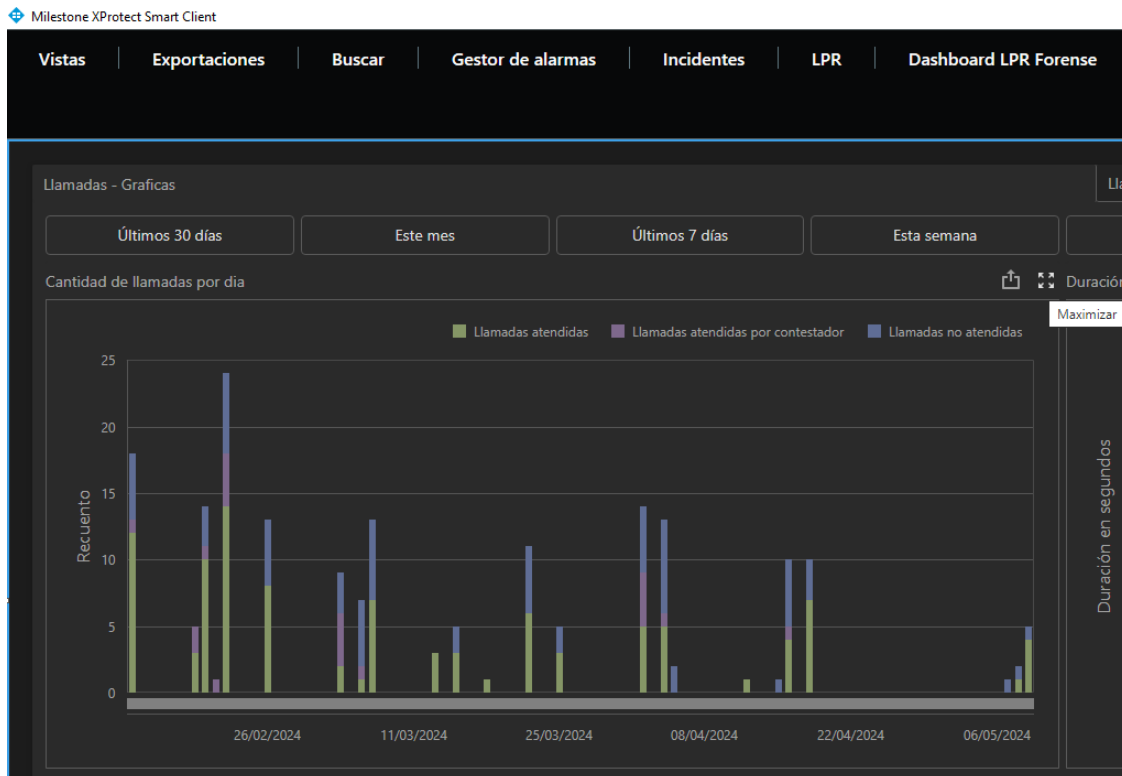 Milestone XProtect Smart Client
Vistas Exportaciones Buscar Gestor de alarmas Incidentes LPR Dashboard LPR Forense
Llamadas - Graficas
Lla
Últimos 30 días Este mes Últimos 7 días Esta semana
Cantidad de llamadas por dia
Duración
Maximizar
Llamadas atendidas Llamadas atendidas por contestador Llamadas no atendidas
25
20
15
10
5
0
Recuento
Duración en segundos
26/02/2024 11/03/2024 25/03/2024 08/04/2024 22/04/2024 06/05/2024